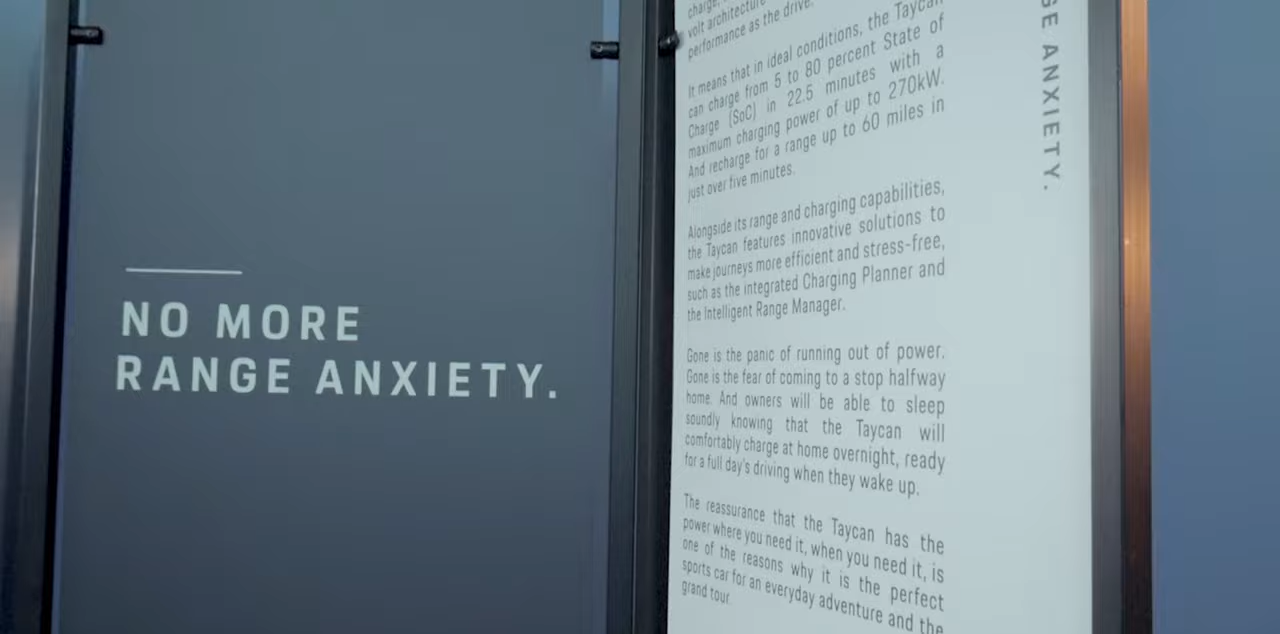 NO MORE
RANGE ANXIETY.
charge,
volt architecture
performance as the drive.
It means that in ideal conditions, the Taycan
can charge from 5 to 80 percent State of
Charge (SoC) in 22.5 minutes with a
maximum charging power of up to 270kW.
And recharge for a range up to 60 miles in
just over five minutes.
Alongside its range and charging capabilities,
the Taycan features innovative solutions to
make journeys more efficient and stress-free,
such as the integrated Charging Planner and
the Intelligent Range Manager.
Gone is the panic of running out of power.
Gone is the fear of coming to a stop halfway
home. And owners will be able to sleep
soundly knowing that the Taycan will
comfortably charge at home overnight, ready
for a full day's driving when they wake up.
The reassurance that the Taycan has the
power where you need it, when you need it, is
one of the reasons why it is the perfect
sports car for an everyday adventure and the
grand tour
GE ANXIETY.